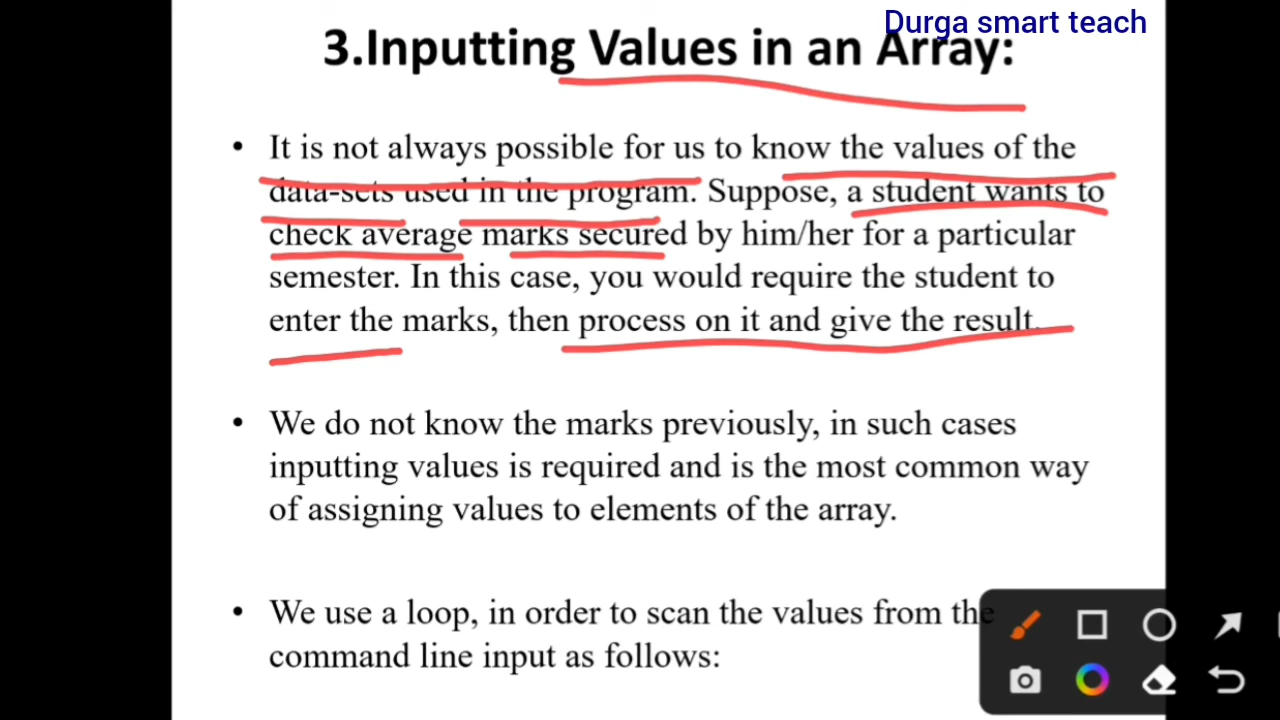 Durga smart teach
3.Inputting Values in an Array:
• It is not always possible for us to know the values of the
data-sets used in the program. Suppose, a student wants to
check average marks secured by him/her for a particular
semester. In this case, you would require the student to
enter the marks, then process on it and give the result.
• We do not know the marks previously, in such cases
inputting values is required and is the most common way
of assigning values to elements of the array.
• We use a loop, in order to scan the values from the
command line input as follows: